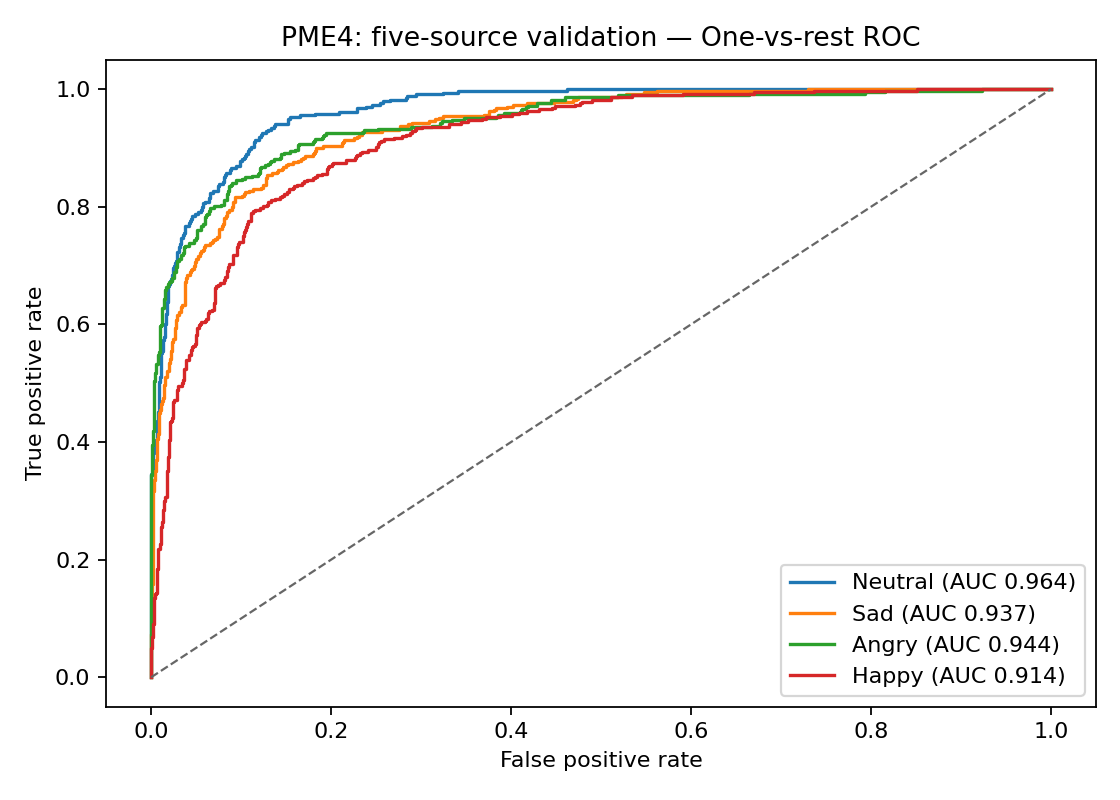 PME4: five-source validation — One-vs-rest ROC
1.0
0.8
0.6
0.4
0.2
0.0
True positive rate
Neutral (AUC 0.964)
Sad (AUC 0.937)
Angry (AUC 0.944)
Happy (AUC 0.914)
0.0 0.2 0.4 0.6 0.8 1.0
False positive rate